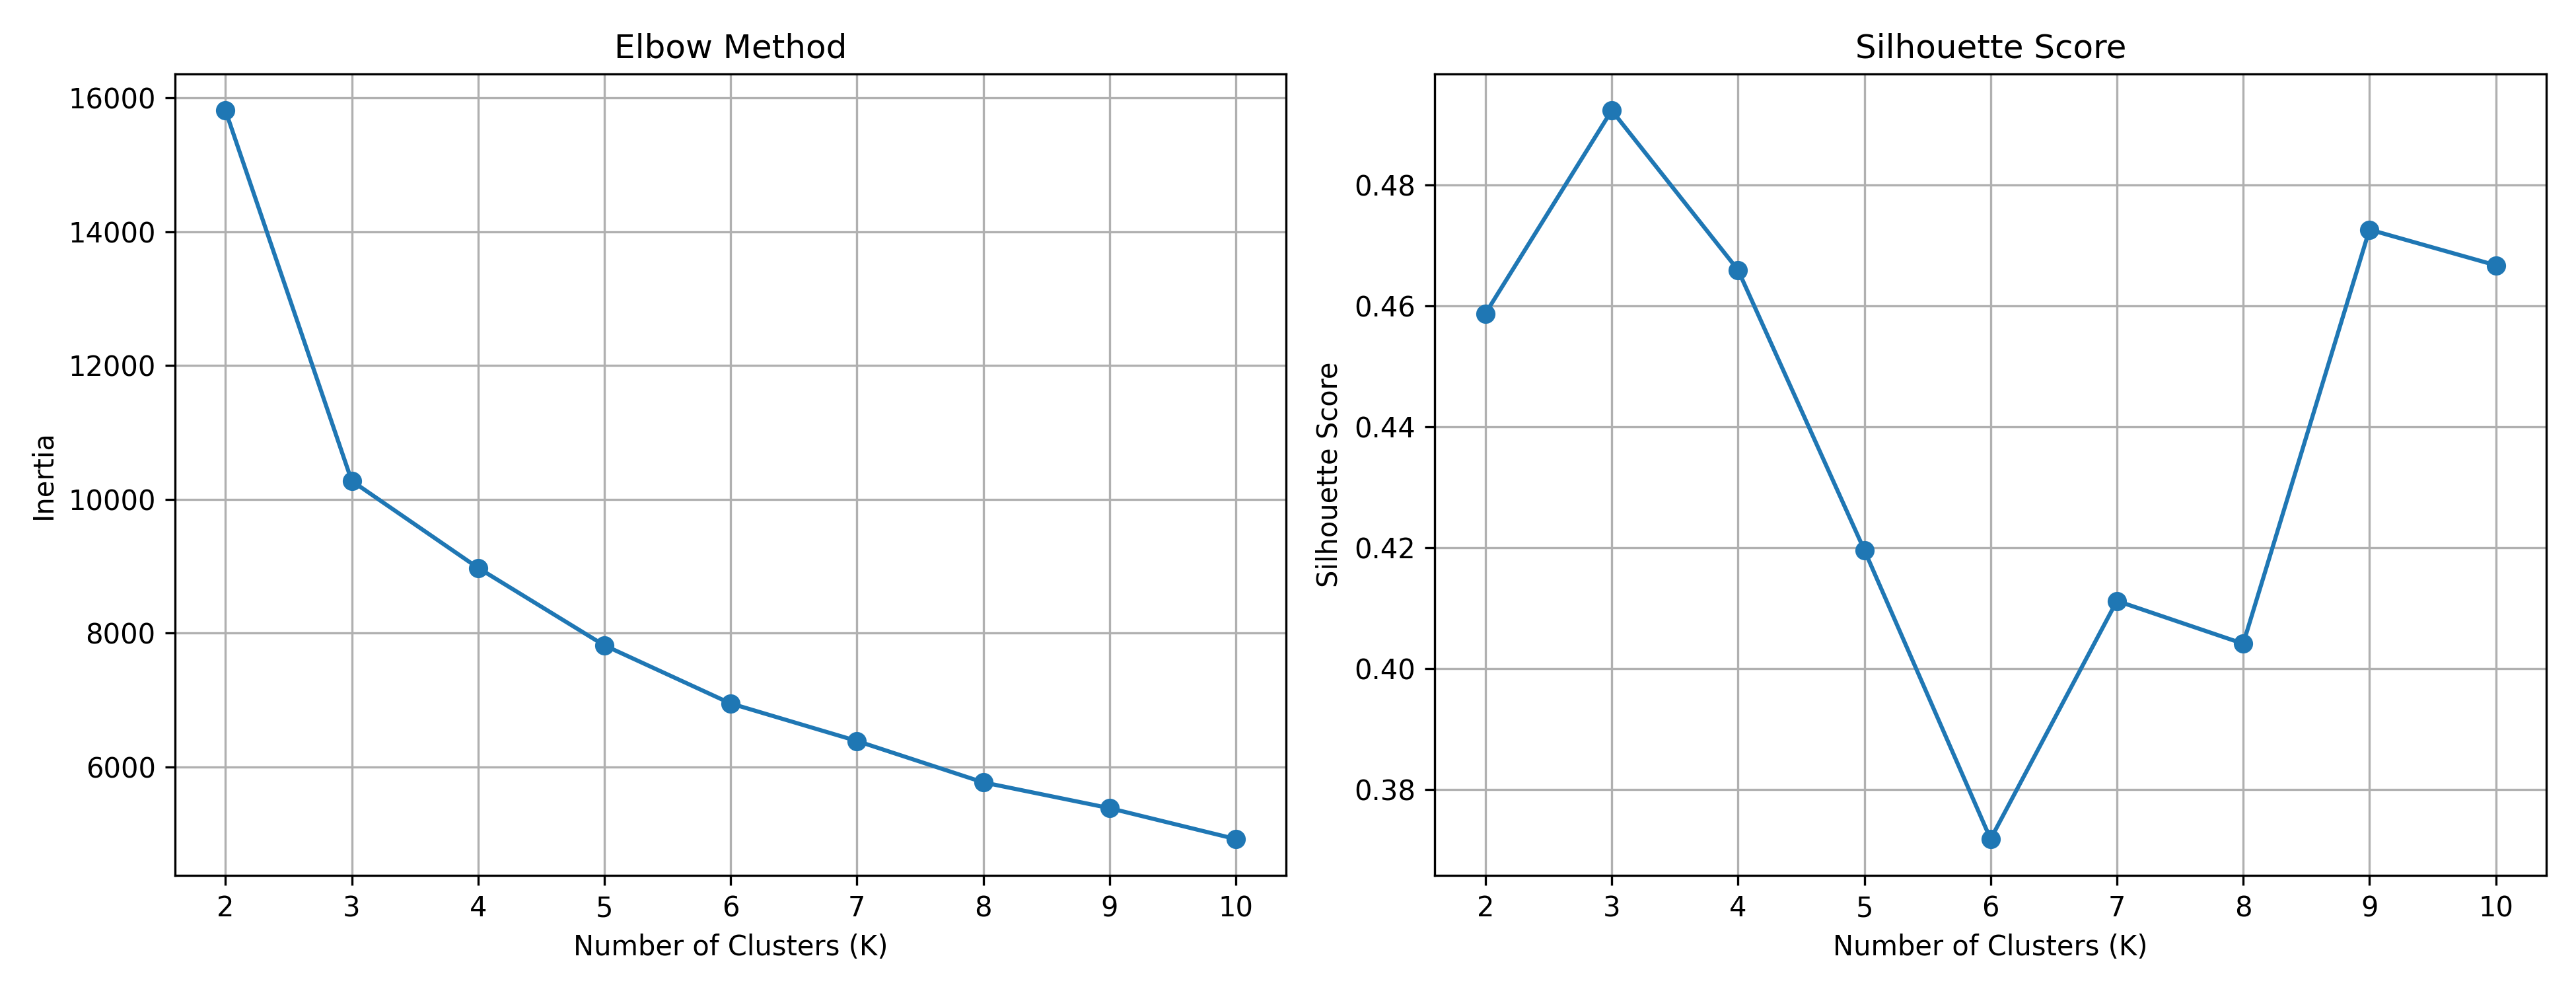 Elbow Method
16000
14000
12000
10000
8000
6000
Inertia
2 3 4 5 6 7 8 9 10
Number of Clusters (K)
Silhouette Score
0.48
0.46
0.44
0.42
0.40
0.38
Silhouette Score
2 3 4 5 6 7 8 9 10
Number of Clusters (K)